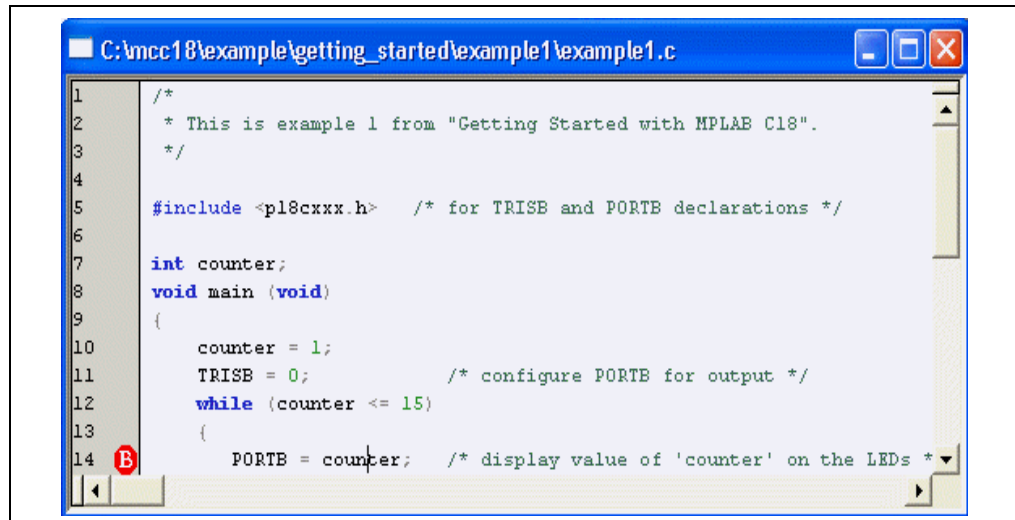 C:\mcc18\example\getting_started\example1\example1.c
1 /*
2 * This is example 1 from "Getting Started with MPLAB C18".
3 */
4
5 #include <p18cxxx.h> /* for TRISB and PORTB declarations */
6
7 int counter;
8 void main (void)
9 {
10 counter = 1;
11 TRISB = 0; /* configure PORTB for output */
12 while (counter <= 15)
13 {
14 B PORTB = counter; /* display value of 'counter' on the LEDs *